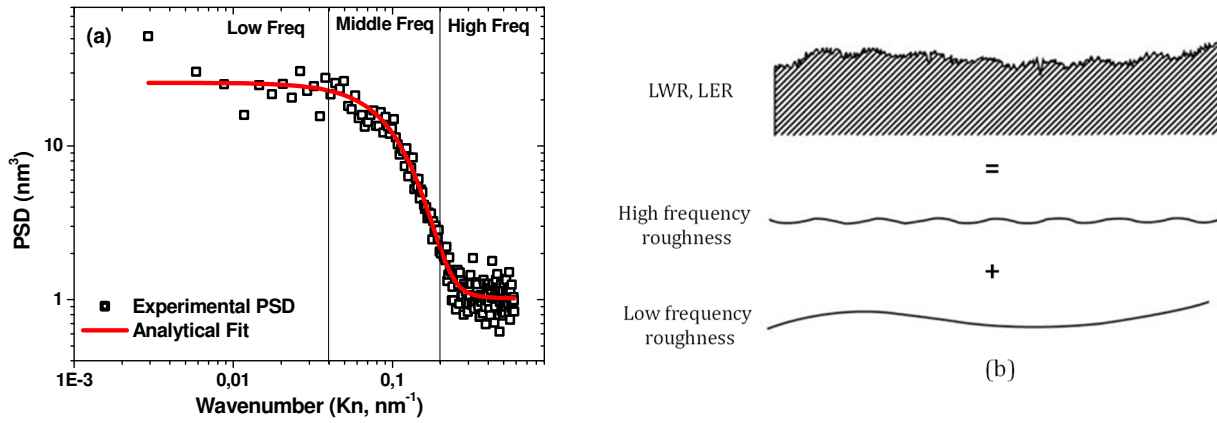 (a)
Low Freq
Middle Freq
High Freq
PSD (nm³)
10
1
Experimental PSD
Analytical Fit
1E-3
0,01
0,1
Wavenumber (Kn, nm⁻¹)
LWR, LER
=
High frequency
roughness
+
Low frequency
roughness
(b)